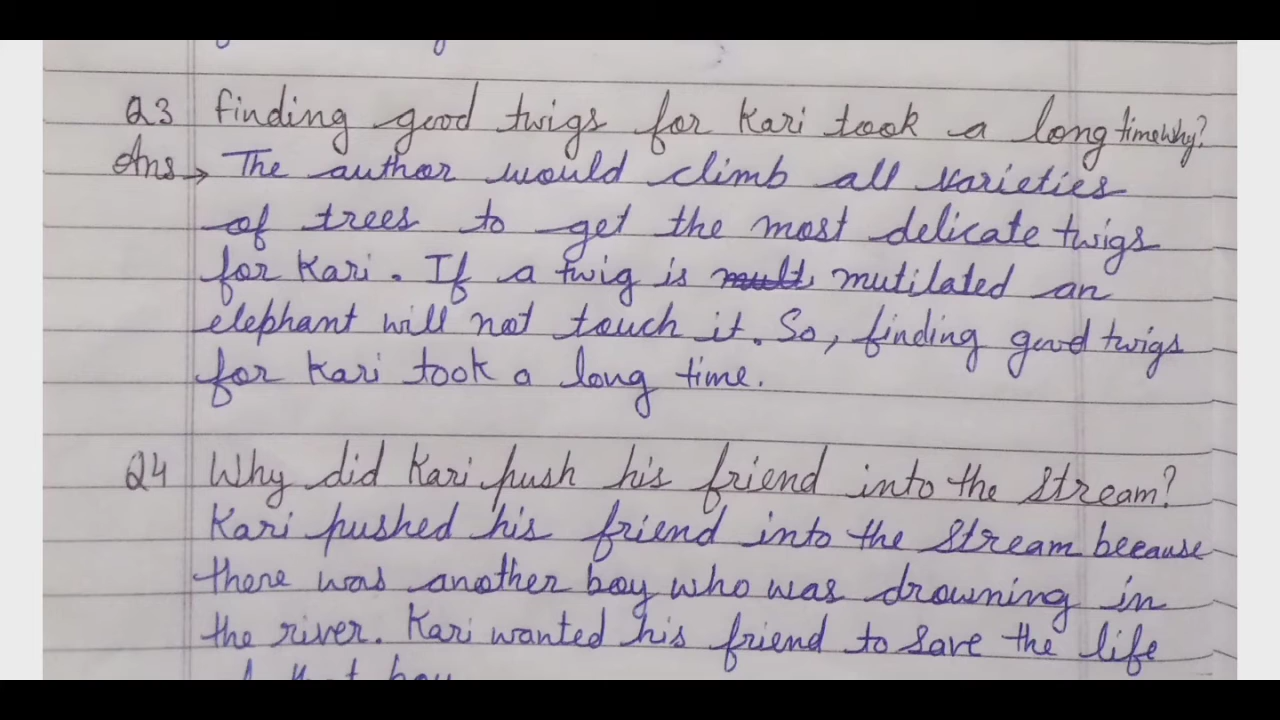 Q3 Finding good twigs for Kari took a long time why?
Ans → The author would climb all varieties
of trees to get the most delicate twigs
for Kari. If a twig is mutilated an
elephant will not touch it. So, finding good twigs
for Kari took a long time.
Q4 Why did Kari push his friend into the stream?
Kari pushed his friend into the stream because
there was another boy who was drowning in
the river. Kari wanted his friend to save the life